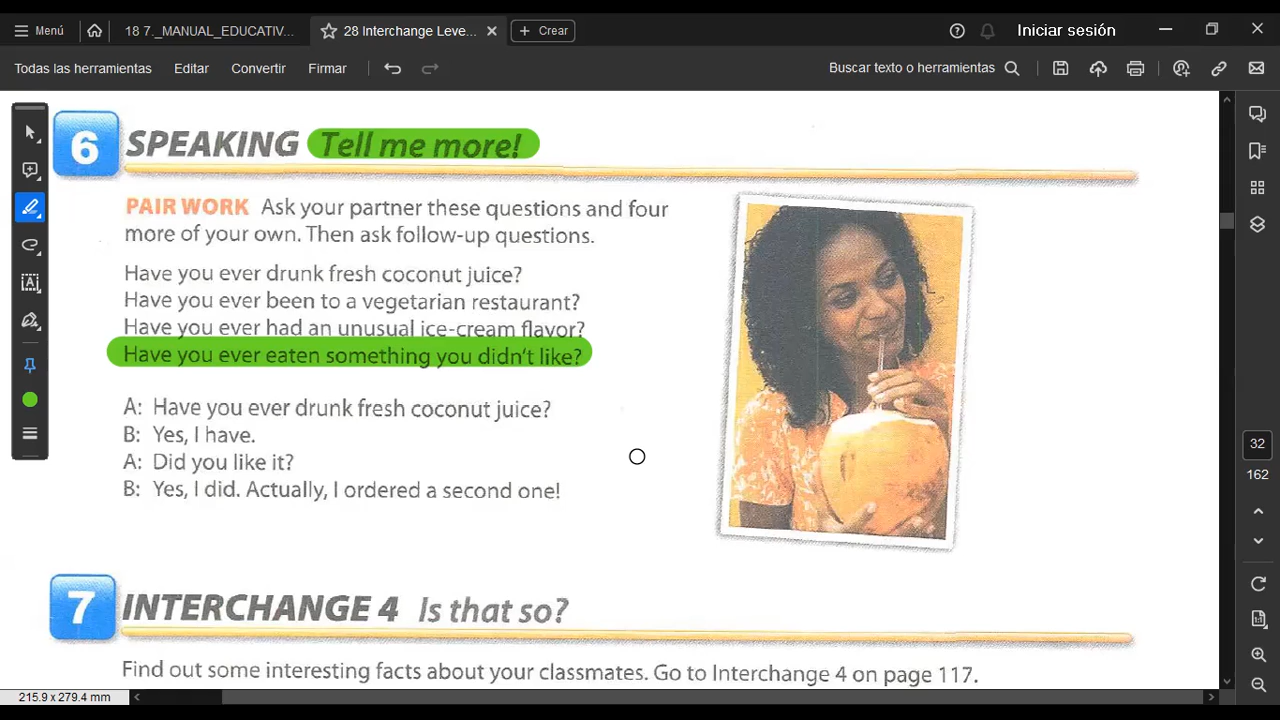 Menú
18 7._MANUAL_EDUCATIV...
28 Interchange Leve...
Crear
Iniciar sesión
Todas las herramientas
Editar
Convertir
Firmar
Buscar texto o herramientas
6 SPEAKING Tell me more!
PAIR WORK Ask your partner these questions and four
more of your own. Then ask follow-up questions.
Have you ever drunk fresh coconut juice?
Have you ever been to a vegetarian restaurant?
Have you ever had an unusual ice-cream flavor?
Have you ever eaten something you didn't like?
A: Have you ever drunk fresh coconut juice?
B: Yes, I have.
A: Did you like it?
B: Yes, I did. Actually, I ordered a second one!
7 INTERCHANGE 4 Is that so?
Find out some interesting facts about your classmates. Go to Interchange 4 on page 117.
32
162
215.9 x 279.4 mm